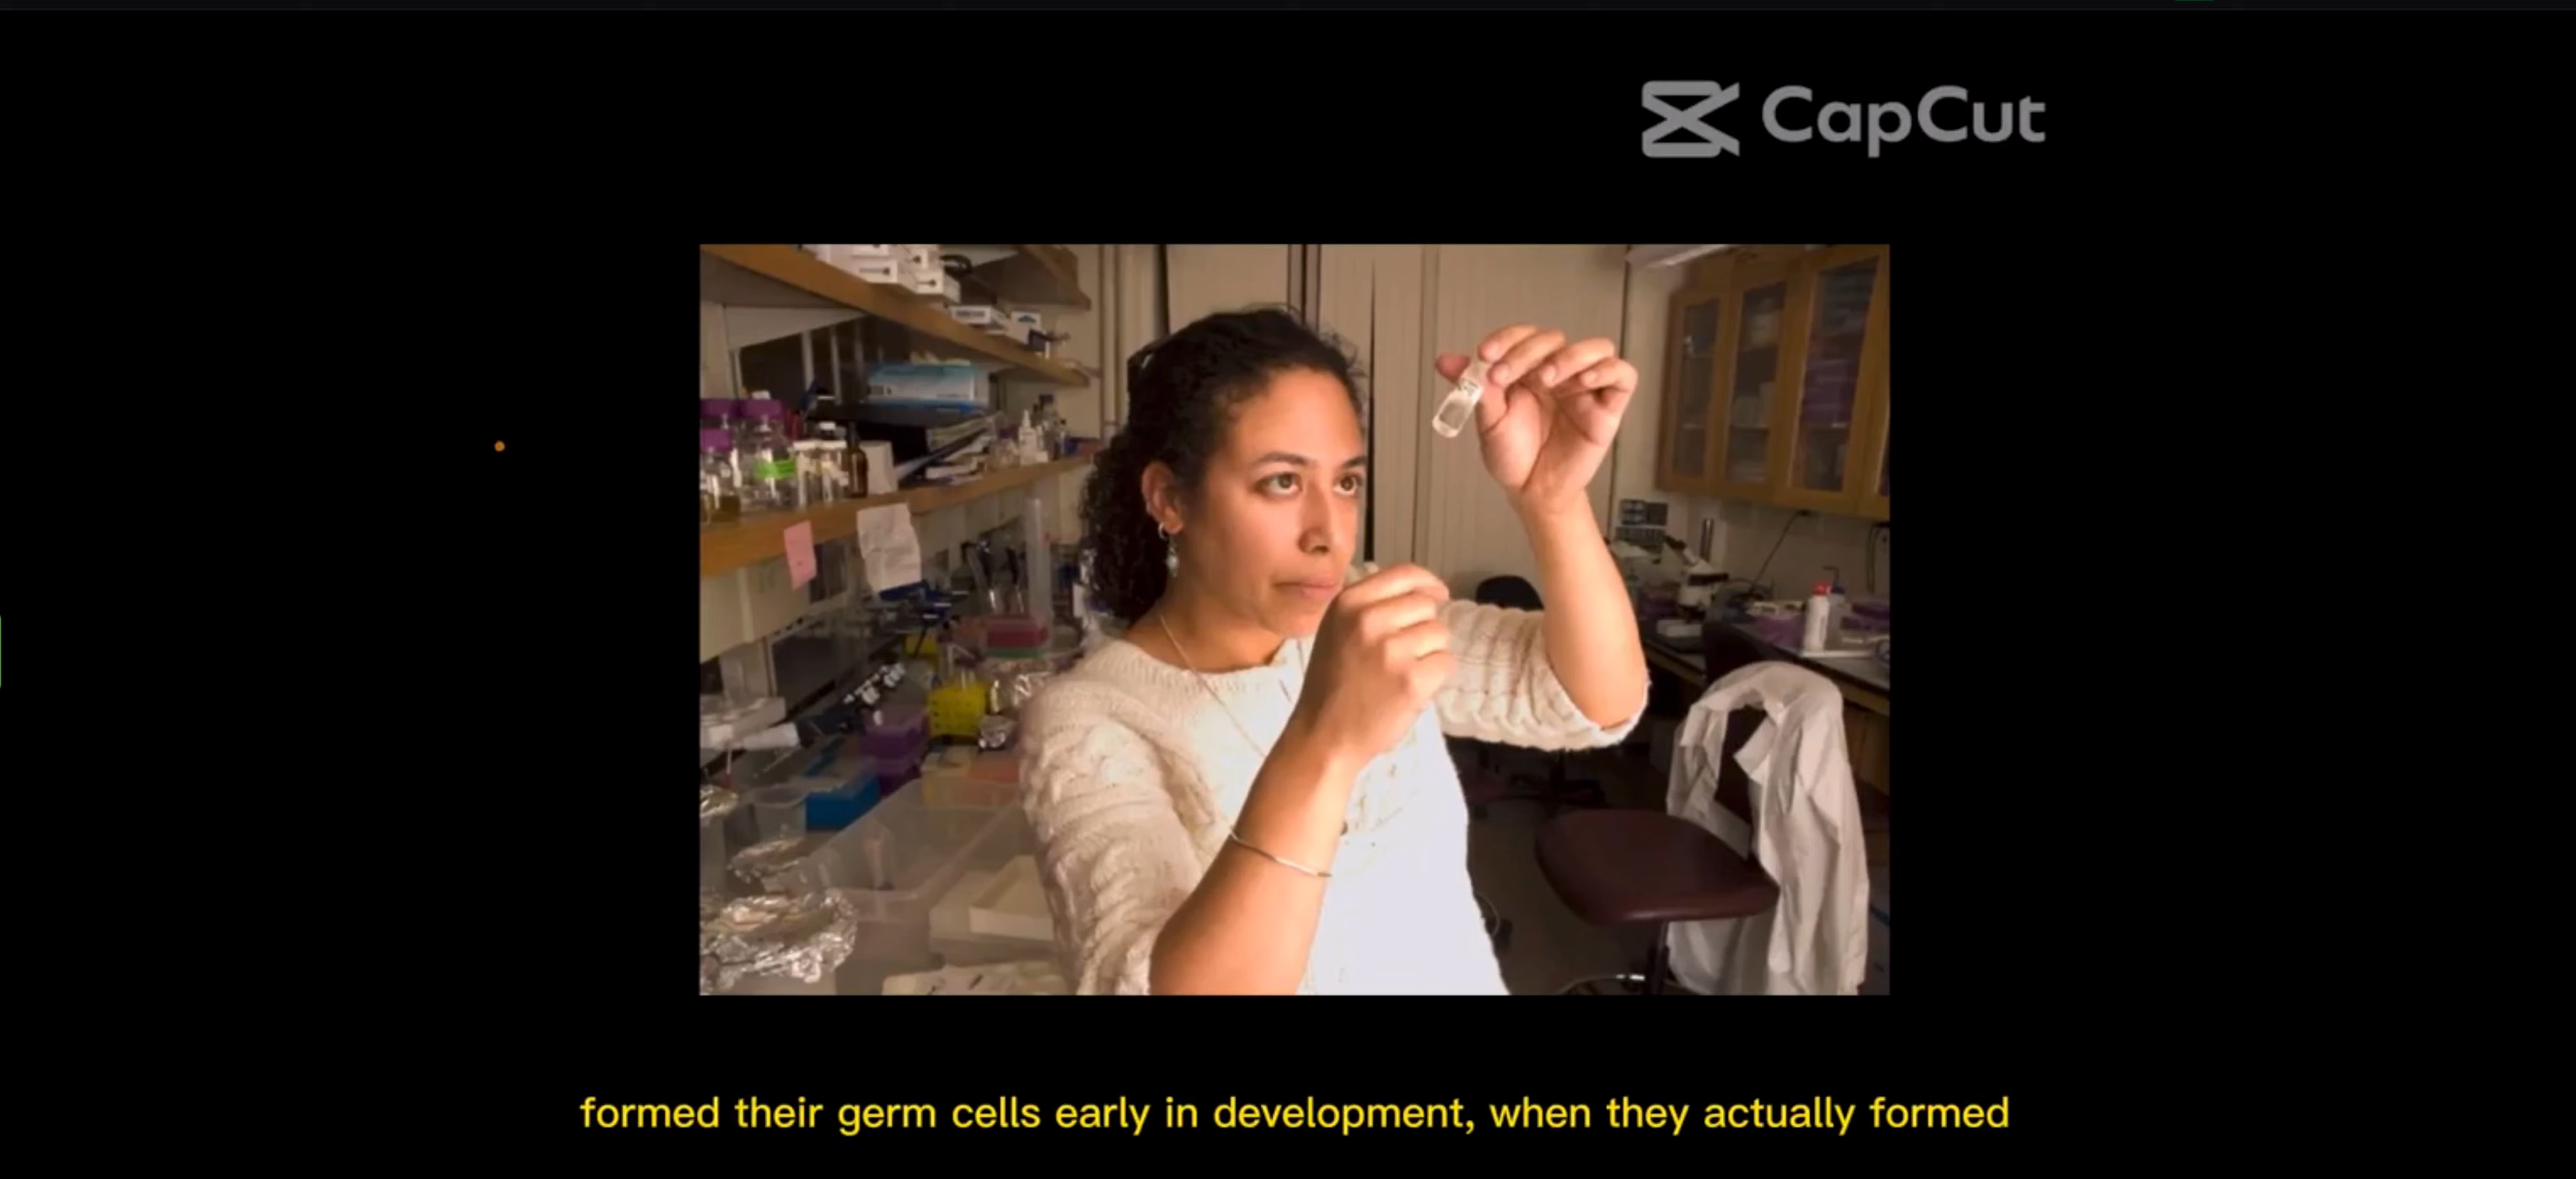 CapCut
formed their germ cells early in development, when they actually formed